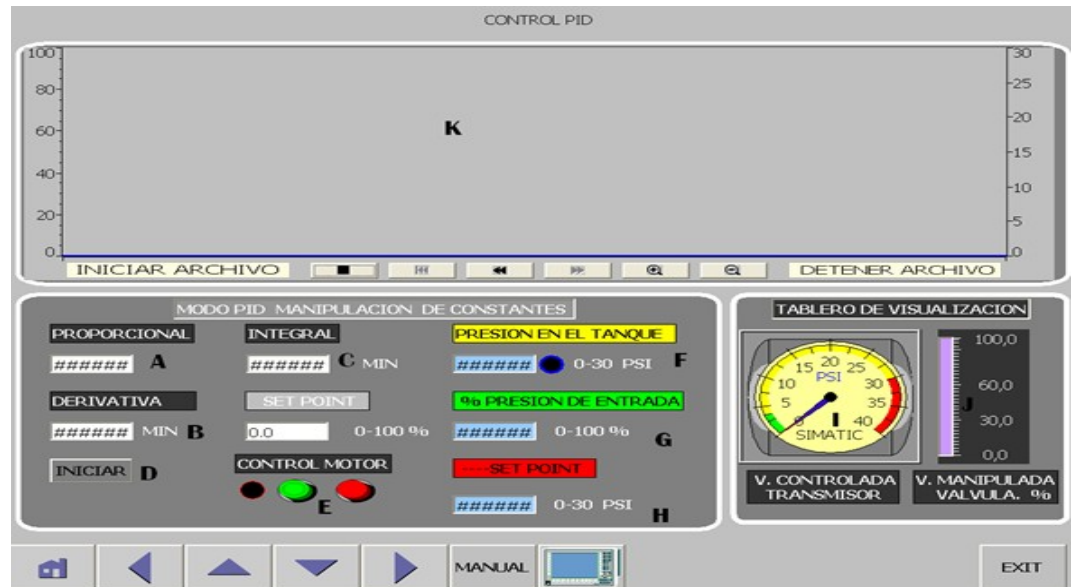 CONTROL PID
100
80
60
40
20
0
K
30
25
20
15
10
5
0
INICIAR ARCHIVO
DETENER ARCHIVO
MODO PID MANIPULACION DE CONSTANTES
PROPORCIONAL
###### A
INTEGRAL
###### C MIN
PRESION EN EL TANQUE
###### 0-30 PSI F
DERIVATIVA
###### MIN B
SET POINT
0.0 0-100 %
% PRESION DE ENTRADA
###### 0-100 % G
INICIAR D
CONTROL MOTOR
E
----SET POINT
###### 0-30 PSI H
TABLERO DE VISUALIZACION
0 5 10 15 20 25 30 35 40
PSI
I
SIMATIC
100,0
60,0
J
30,0
0,0
V. CONTROLADA
TRANSMISOR
V. MANIPULADA
VALVULA. %
MANUAL
EXIT